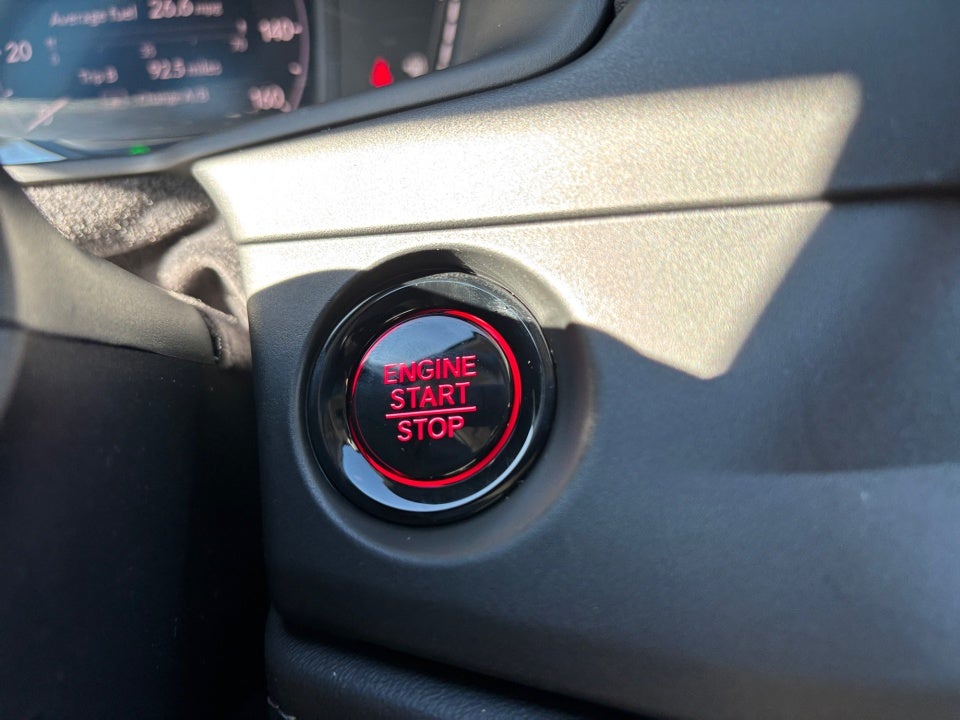 Average fuel 26.6 mpg
20
140
Trip B 92.5 miles
160
ENGINE
START
STOP